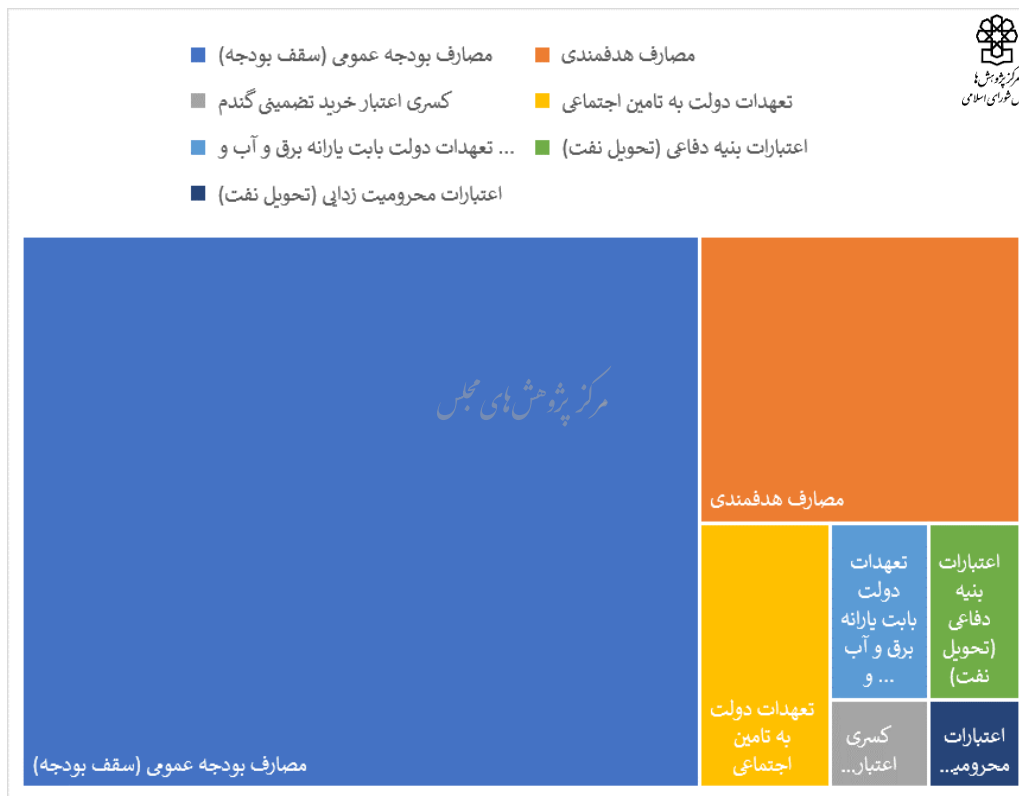 مرکز پژوهش‌ها
شورای اسلامی
مصارف بودجه عمومی (سقف بودجه)
مصارف هدفمندی
کسری اعتبار خرید تضمینی گندم
تعهدات دولت به تامین اجتماعی
تعهدات دولت بابت یارانه برق و آب و ...
اعتبارات بنیه دفاعی (تحویل نفت)
اعتبارات محرومیت زدایی (تحویل نفت)
مرکز پژوهش‌های مجلس
مصارف بودجه عمومی (سقف بودجه)
مصارف هدفمندی
تعهدات دولت
به تامین
اجتماعی
تعهدات
دولت
بابت یارانه
برق و آب
و ...
اعتبارات
بنیه
دفاعی
(تحویل
نفت)
کسری
اعتبار...
اعتبارات
محرومیـ...